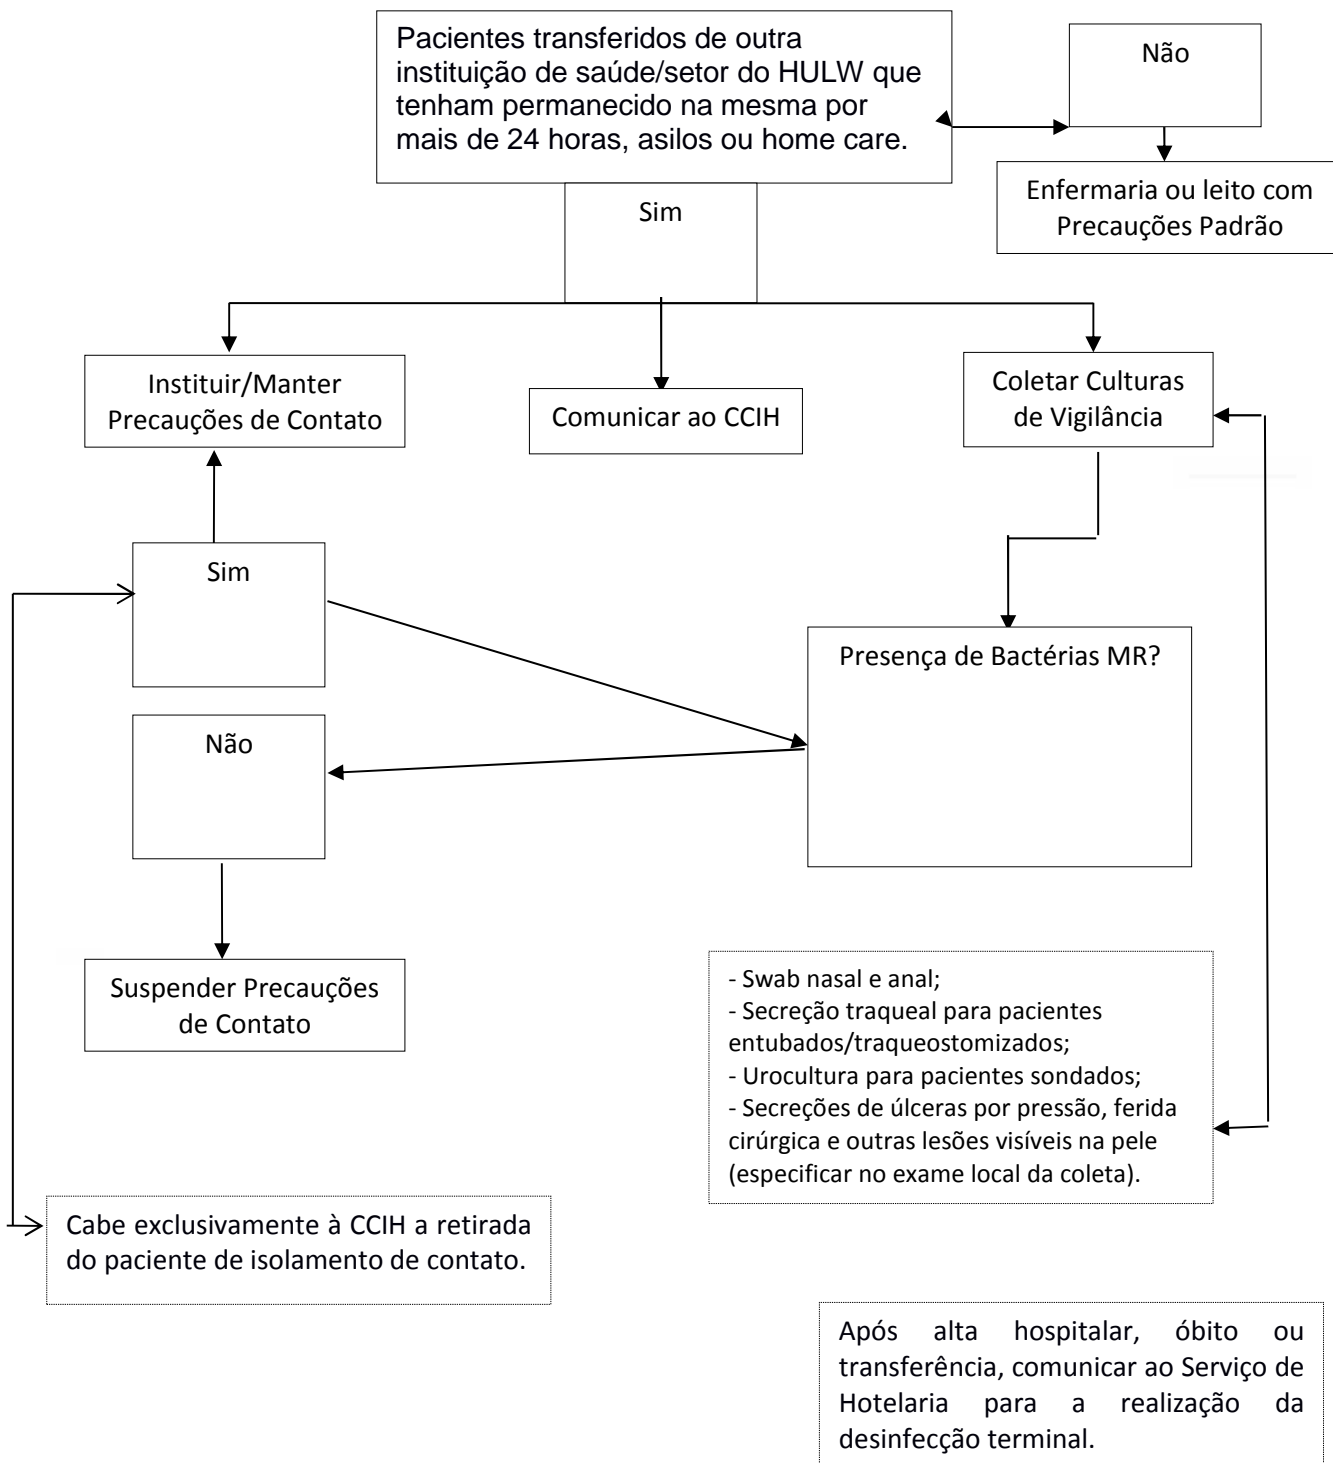 Pacientes transferidos de outra
instituição de saúde/setor do HULW que
tenham permanecido na mesma por
mais de 24 horas, asilos ou home care.
Não
Enfermaria ou leito com
Precauções Padrão
Sim
Instituir/Manter
Precauções de Contato
Comunicar ao CCIH
Coletar Culturas
de Vigilância
Sim
Presença de Bactérias MR?
Não
Suspender Precauções
de Contato
- Swab nasal e anal;
- Secreção traqueal para pacientes
entubados/traqueostomizados;
- Urocultura para pacientes sondados;
- Secreções de úlceras por pressão, ferida
cirúrgica e outras lesões visíveis na pele
(especificar no exame local da coleta).
Cabe exclusivamente à CCIH a retirada
do paciente de isolamento de contato.
Após alta hospitalar, óbito ou
transferência, comunicar ao Serviço de
Hotelaria para a realização da
desinfecção terminal.